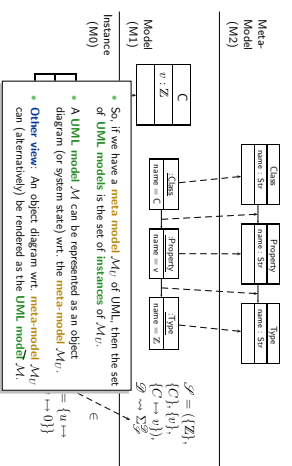 Meta-
Model
(M2)
Class
name : Str
Property
name : Str
Type
name : Str
Model
(M1)
C
v : ℤ
:Class
name = C
:Property
name = v
:Type
name = ℤ
𝒮 = ({ℤ},
{C}, {v},
{C ↦ v}),
𝒟 ⇝ Σ
Instance
(M0)
∈
= {u ↦
↦ 0}}
• So, if we have a meta model ℳ_U of UML, then the set
of UML models is the set of instances of ℳ_U.
• A UML model ℳ can be represented as an object
diagram (or system state) wrt. the meta-model ℳ_U.
• Other view: An object diagram wrt. meta-model ℳ_U
can (alternatively) be rendered as the UML model ℳ.